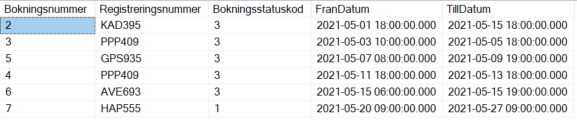 Bokningsnummer Registreringsnummer Bokningsstatuskod FranDatum TillDatum
2 KAD395 3 2021-05-01 18:00:00.000 2021-05-15 18:00:00.000
3 PPP409 3 2021-05-03 10:00:00.000 2021-05-05 18:00:00.000
5 GPS935 3 2021-05-07 08:00:00.000 2021-05-09 19:00:00.000
4 PPP409 3 2021-05-11 18:00:00.000 2021-05-13 18:00:00.000
6 AVE693 3 2021-05-15 06:00:00.000 2021-05-15 19:00:00.000
7 HAP555 1 2021-05-20 09:00:00.000 2021-05-27 09:00:00.000